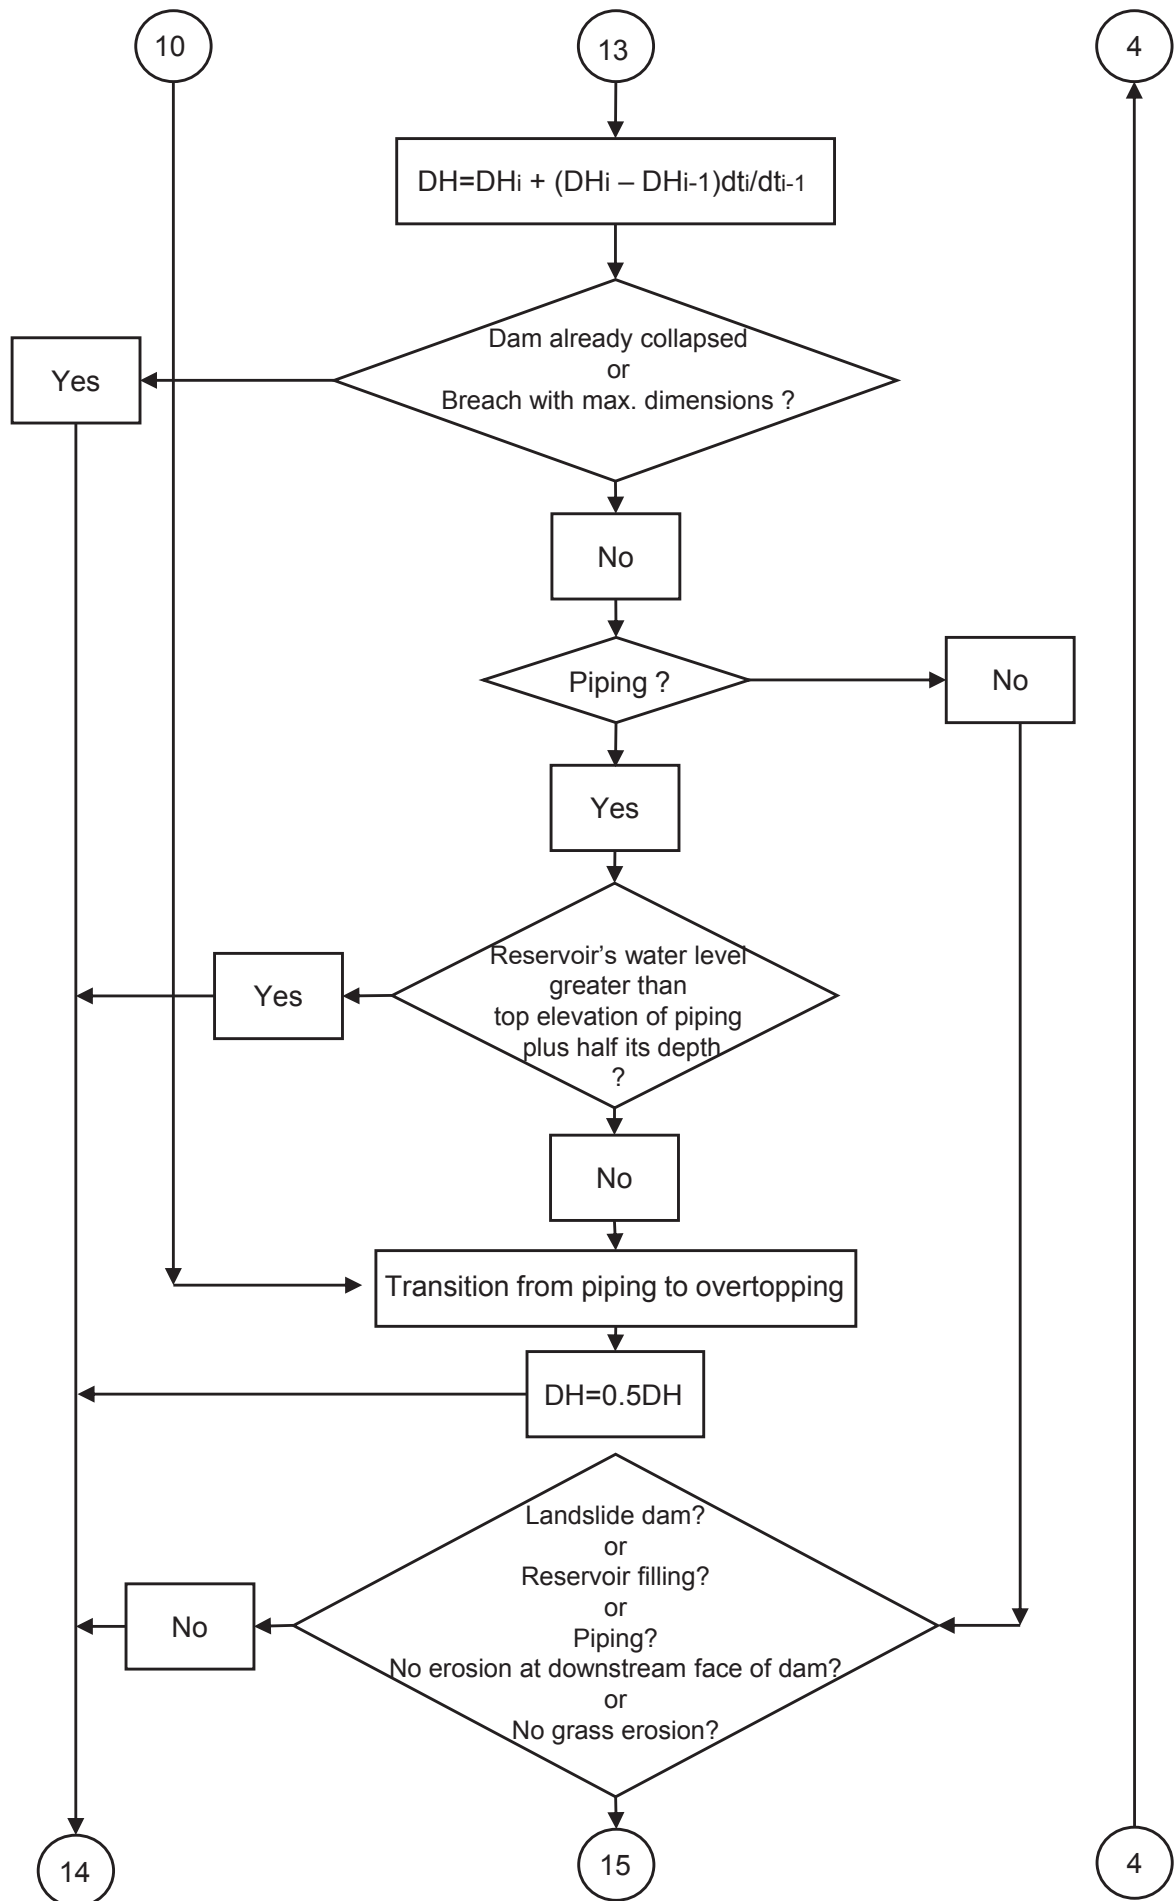 10
13
4
DH=DHi + (DHi – DHi-1)dti/dti-1
Dam already collapsed
or
Breach with max. dimensions ?
Yes
No
Piping ?
No
Yes
Reservoir’s water level
greater than
top elevation of piping
plus half its depth
?
Yes
No
Transition from piping to overtopping
DH=0.5DH
Landslide dam?
or
Reservoir filling?
or
Piping?
No erosion at downstream face of dam?
or
No grass erosion?
No
14
15
4